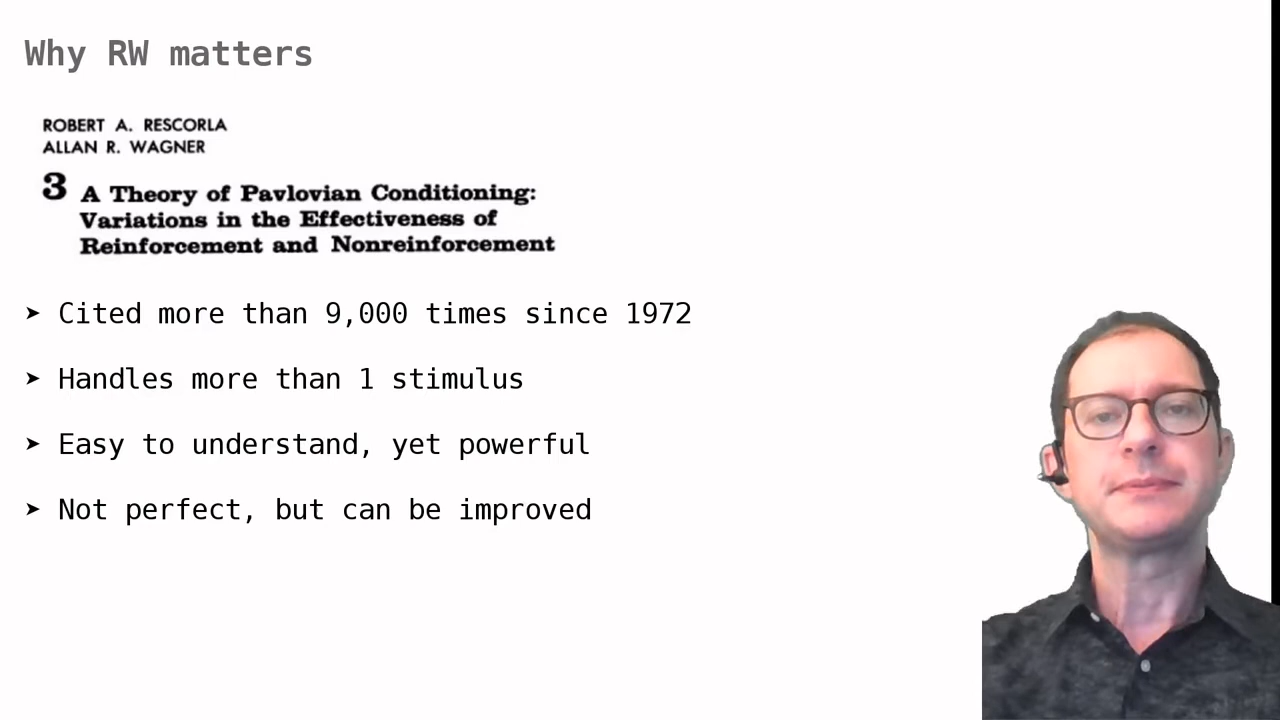 Why RW matters
ROBERT A. RESCORLA
ALLAN R. WAGNER
3 A Theory of Pavlovian Conditioning:
Variations in the Effectiveness of
Reinforcement and Nonreinforcement
➤ Cited more than 9,000 times since 1972
➤ Handles more than 1 stimulus
➤ Easy to understand, yet powerful
➤ Not perfect, but can be improved